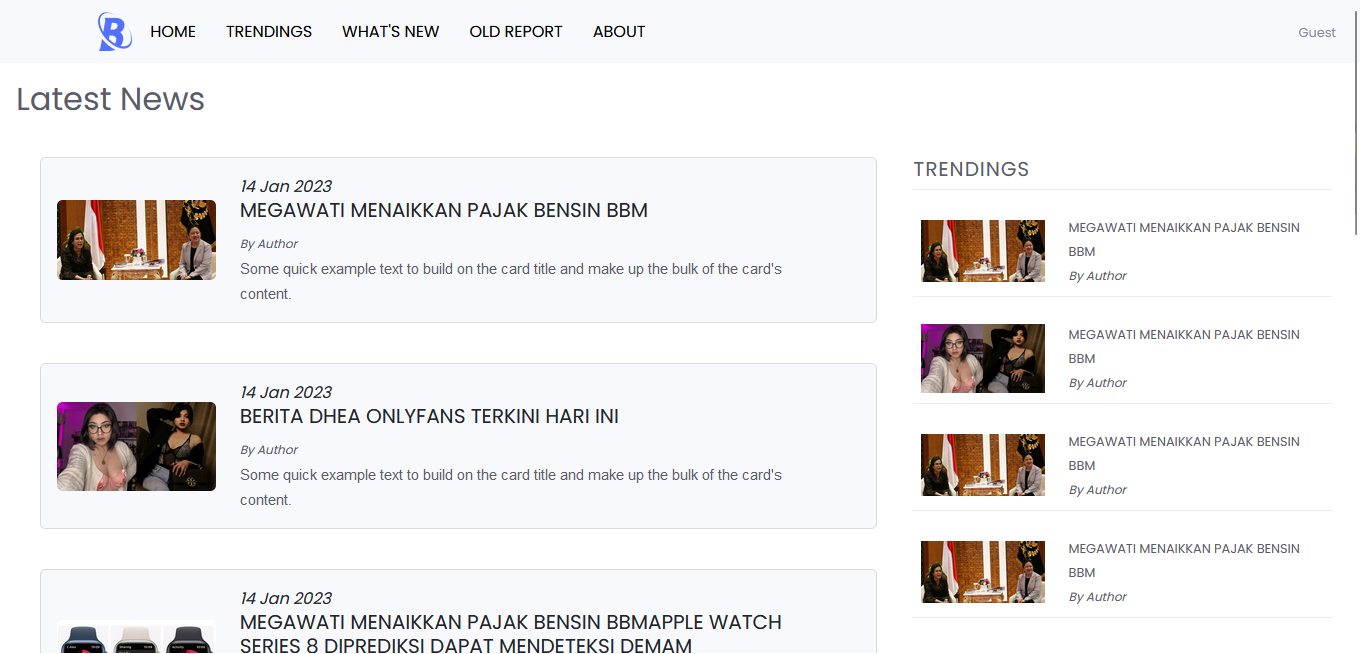 B
HOME
TRENDINGS
WHAT'S NEW
OLD REPORT
ABOUT
Guest
Latest News
14 Jan 2023
MEGAWATI MENAIKKAN PAJAK BENSIN BBM
By Author
Some quick example text to build on the card title and make up the bulk of the card's
content.
14 Jan 2023
BERITA DHEA ONLYFANS TERKINI HARI INI
By Author
Some quick example text to build on the card title and make up the bulk of the card's
content.
14 Jan 2023
MEGAWATI MENAIKKAN PAJAK BENSIN BBMAPPLE WATCH
SERIES 8 DIPREDIKSI DAPAT MENDETEKSI DEMAM
TRENDINGS
MEGAWATI MENAIKKAN PAJAK BENSIN
BBM
By Author
MEGAWATI MENAIKKAN PAJAK BENSIN
BBM
By Author
MEGAWATI MENAIKKAN PAJAK BENSIN
BBM
By Author
MEGAWATI MENAIKKAN PAJAK BENSIN
BBM
By Author